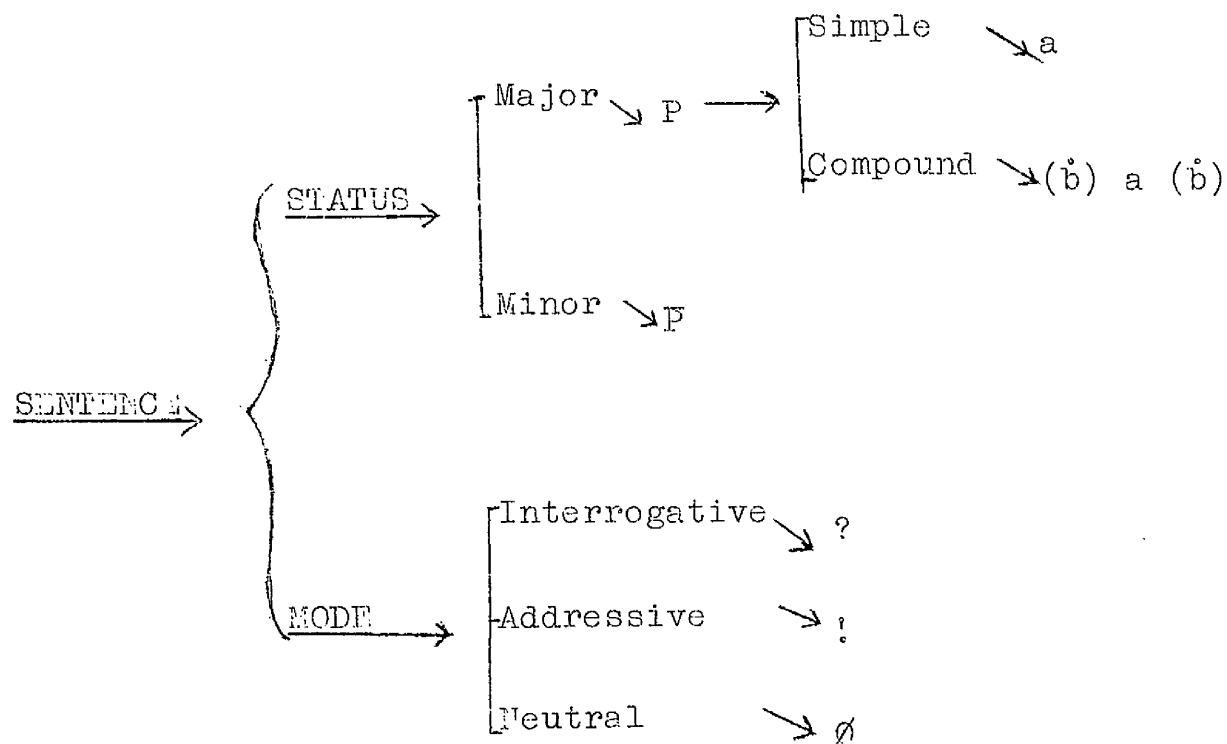 Simple a
Major P
Compound (ḃ) a (ḃ)
STATUS
Minor P̄
SENTENCE
Interrogative ?
Addressive !
MODE
Neutral ∅